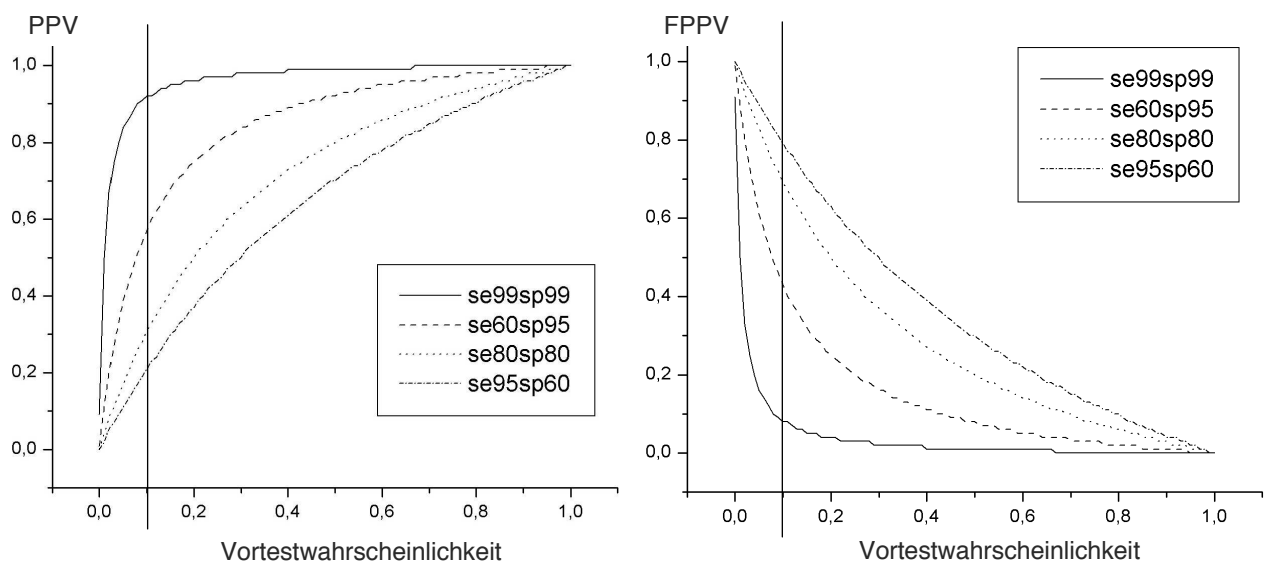 PPV
1,0
0,8
0,6
0,4
0,2
0,0
se99sp99
se60sp95
se80sp80
se95sp60
0,0 0,2 0,4 0,6 0,8 1,0
Vortestwahrscheinlichkeit
FPPV
1,0
0,8
0,6
0,4
0,2
0,0
se99sp99
se60sp95
se80sp80
se95sp60
0,0 0,2 0,4 0,6 0,8 1,0
Vortestwahrscheinlichkeit